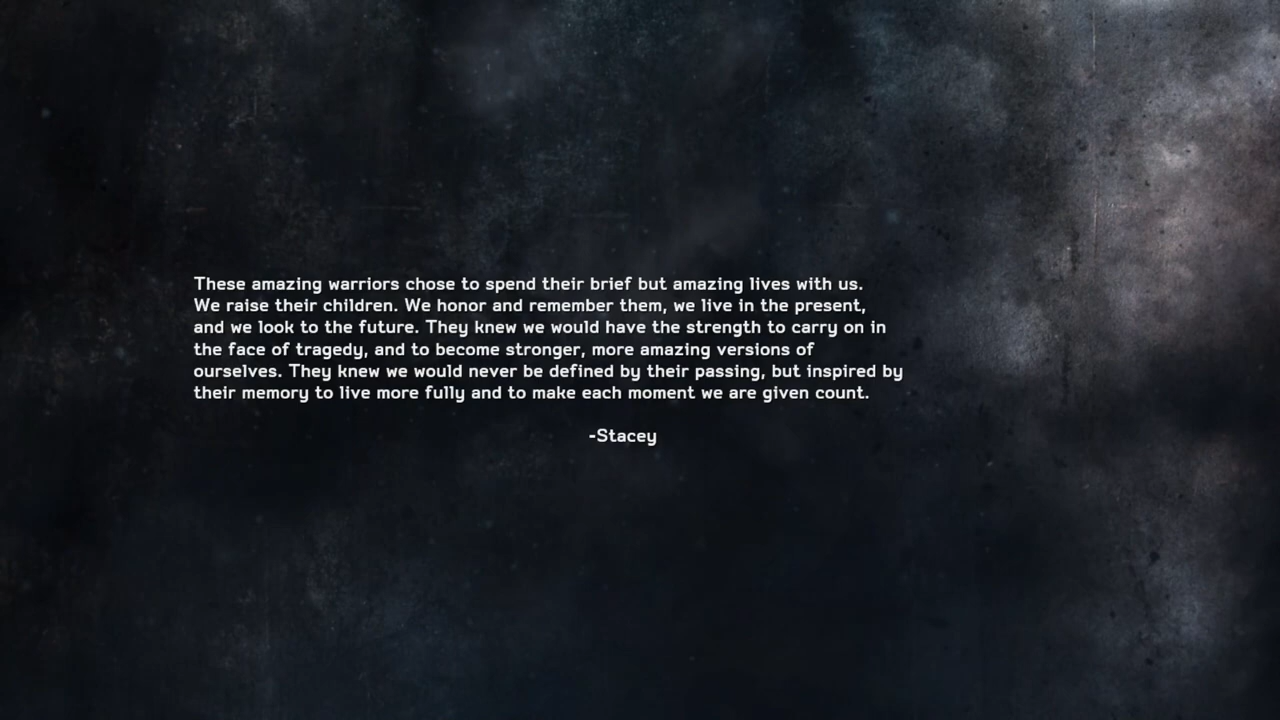 These amazing warriors chose to spend their brief but amazing lives with us.
We raise their children. We honor and remember them, we live in the present,
and we look to the future. They knew we would have the strength to carry on in
the face of tragedy, and to become stronger, more amazing versions of
ourselves. They knew we would never be defined by their passing, but inspired by
their memory to live more fully and to make each moment we are given count.
-Stacey